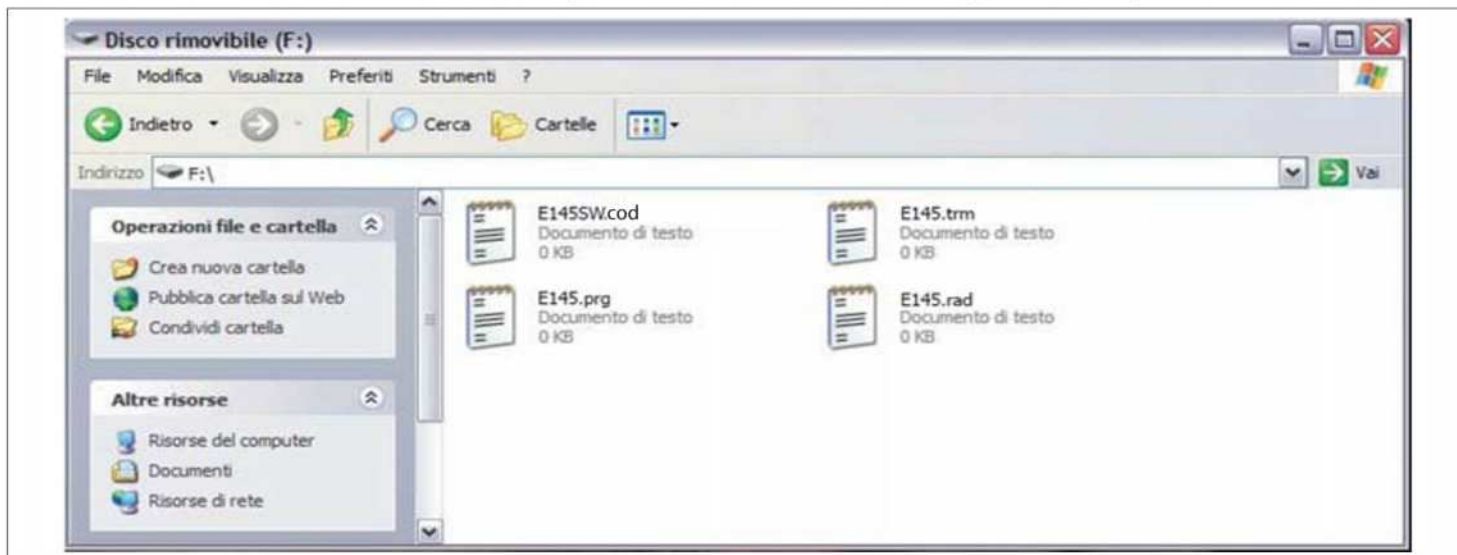 Disco rimovibile (F:)
File Modifica Visualizza Preferiti Strumenti ?
Indietro Cerca Cartelle
Indirizzo F:\ Vai
Operazioni file e cartella
Crea nuova cartella
Pubblica cartella sul Web
Condividi cartella
Altre risorse
Risorse del computer
Documenti
Risorse di rete
E145SW.cod
Documento di testo
0 KB
E145.trm
Documento di testo
0 KB
E145.prg
Documento di testo
0 KB
E145.rad
Documento di testo
0 KB